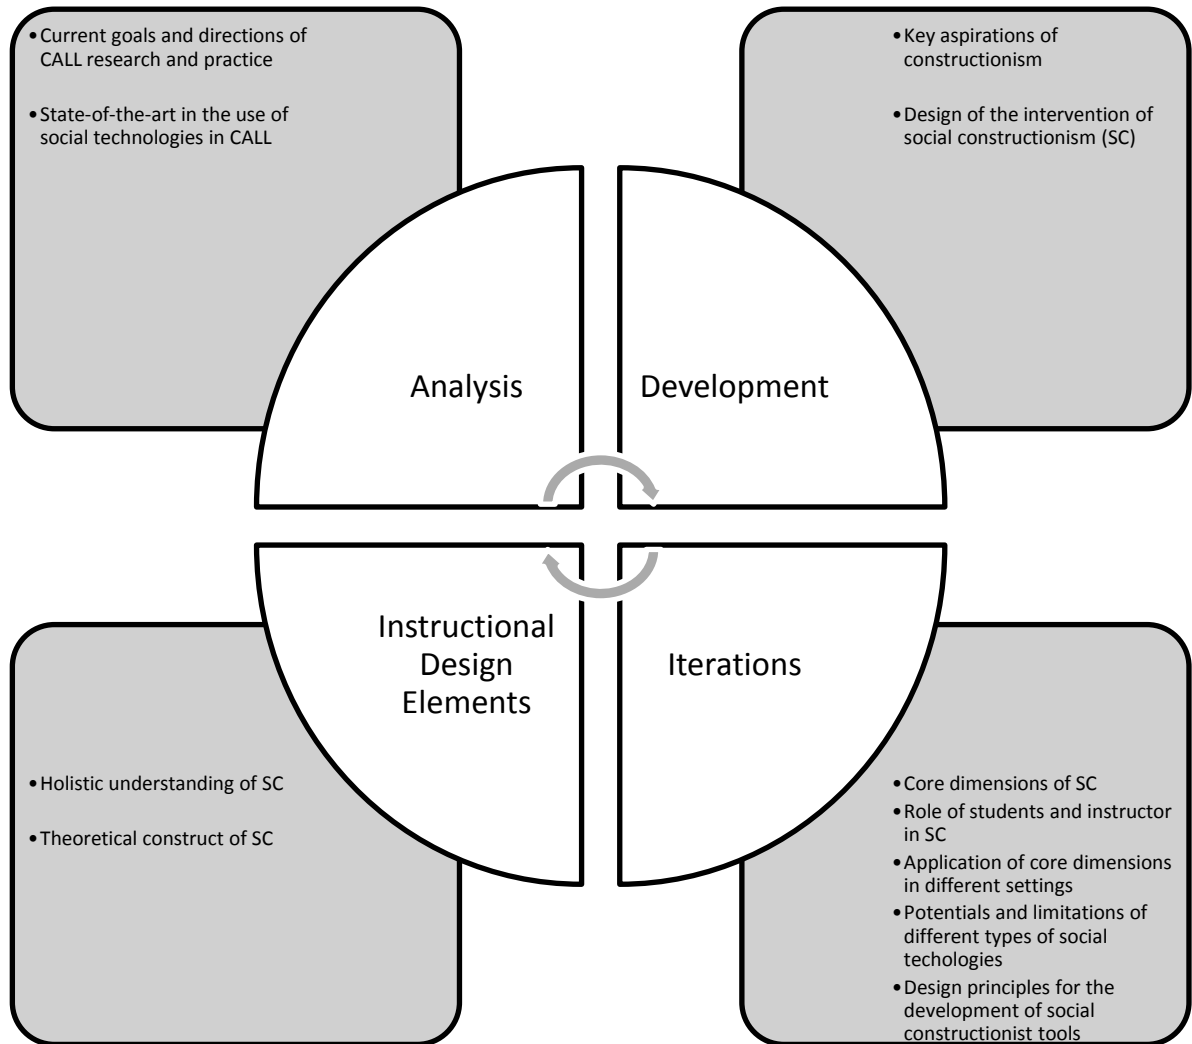 •Current goals and directions of
CALL research and practice
•State-of-the-art in the use of
social technologies in CALL
•Key aspirations of
constructionism
•Design of the intervention of
social constructionism (SC)
Analysis
Development
Instructional
Design
Elements
Iterations
•Holistic understanding of SC
•Theoretical construct of SC
•Core dimensions of SC
•Role of students and instructor
in SC
•Application of core dimensions
in different settings
•Potentials and limitations of
different types of social
techologies
•Design principles for the
development of social
constructionist tools